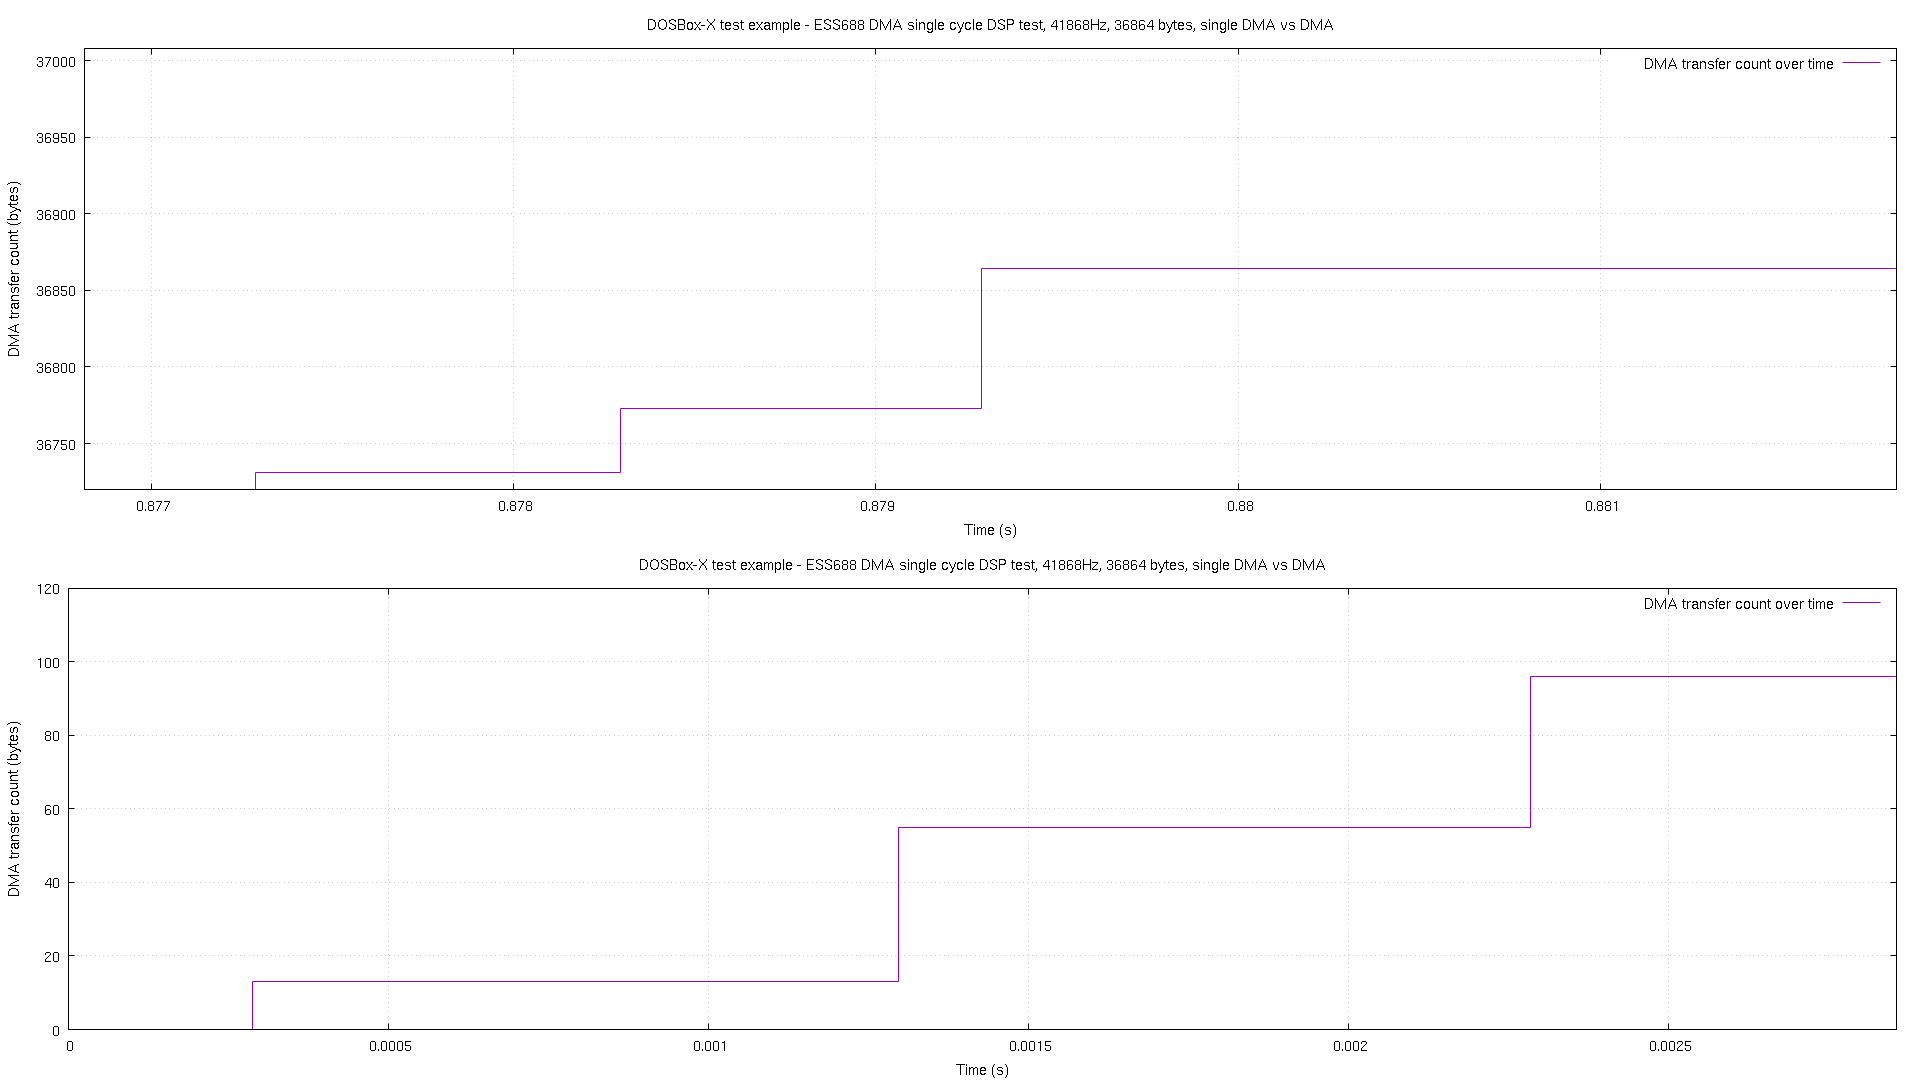 DOSBox-X test example - ESS688 DMA single cycle DSP test, 41868Hz, 36864 bytes, single DMA vs DMA
DMA transfer count over time
DMA transfer count (bytes)
37000
36950
36900
36850
36800
36750
0.877 0.878 0.879 0.88 0.881
Time (s)
DOSBox-X test example - ESS688 DMA single cycle DSP test, 41868Hz, 36864 bytes, single DMA vs DMA
DMA transfer count over time
DMA transfer count (bytes)
120
100
80
60
40
20
0
0 0.0005 0.001 0.0015 0.002 0.0025
Time (s)